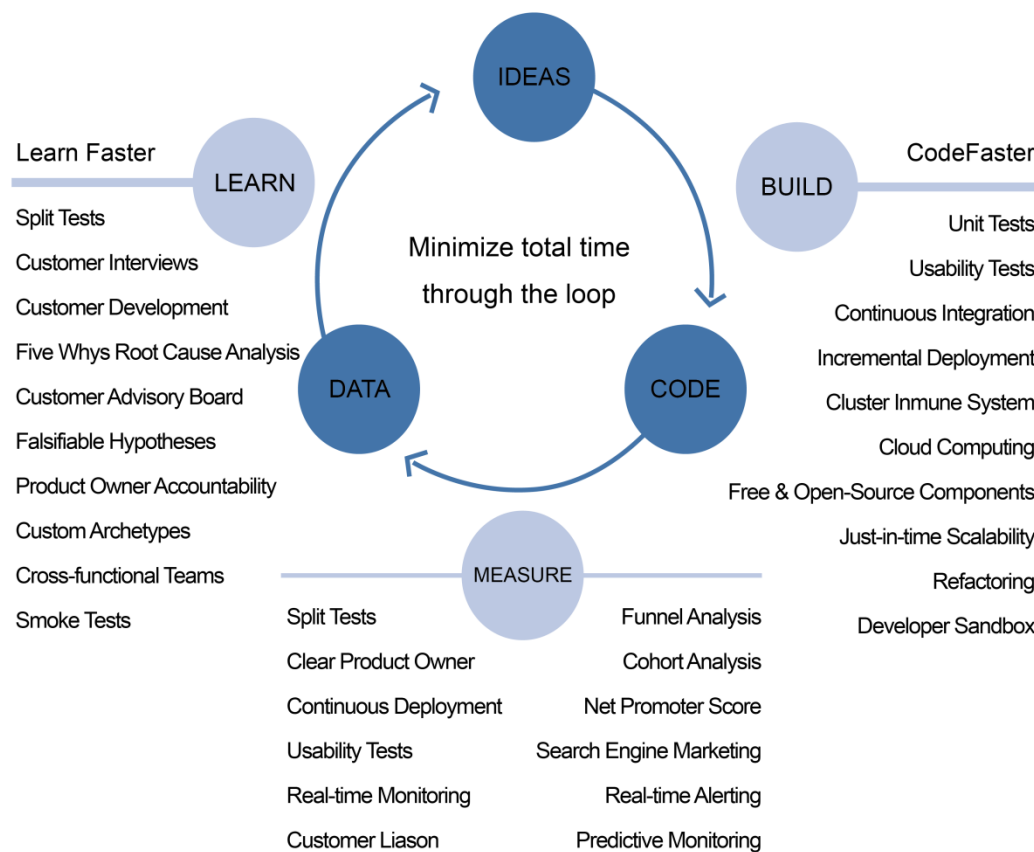 IDEAS
Learn Faster
LEARN
BUILD
CodeFaster
Split Tests
Customer Interviews
Customer Development
Five Whys Root Cause Analysis
Customer Advisory Board
Falsifiable Hypotheses
Product Owner Accountability
Custom Archetypes
Cross-functional Teams
Smoke Tests
Minimize total time
through the loop
DATA
CODE
Unit Tests
Usability Tests
Continuous Integration
Incremental Deployment
Cluster Inmune System
Cloud Computing
Free & Open-Source Components
Just-in-time Scalability
Refactoring
Developer Sandbox
MEASURE
Split Tests
Clear Product Owner
Continuous Deployment
Usability Tests
Real-time Monitoring
Customer Liason
Funnel Analysis
Cohort Analysis
Net Promoter Score
Search Engine Marketing
Real-time Alerting
Predictive Monitoring